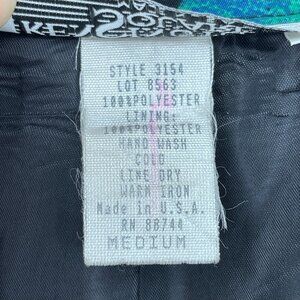 STYLE 3154
LOT 8563
100%POLYESTER
LINING:
100%POLYESTER
HAND WASH
COLD
LINE DRY
WARM IRON
Made in U.S.A.
RN 88744
MEDIUM